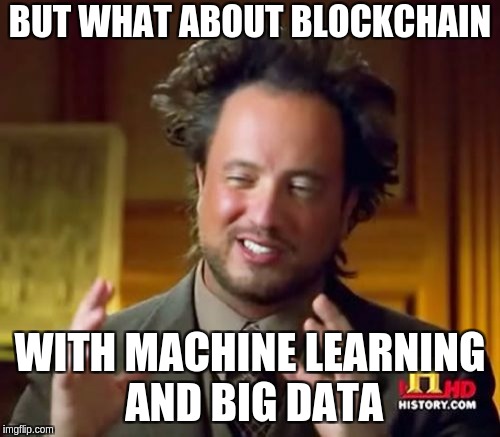 BUT WHAT ABOUT BLOCKCHAIN
WITH MACHINE LEARNING
AND BIG DATA
H HD
HISTORY.COM
imgflip.com